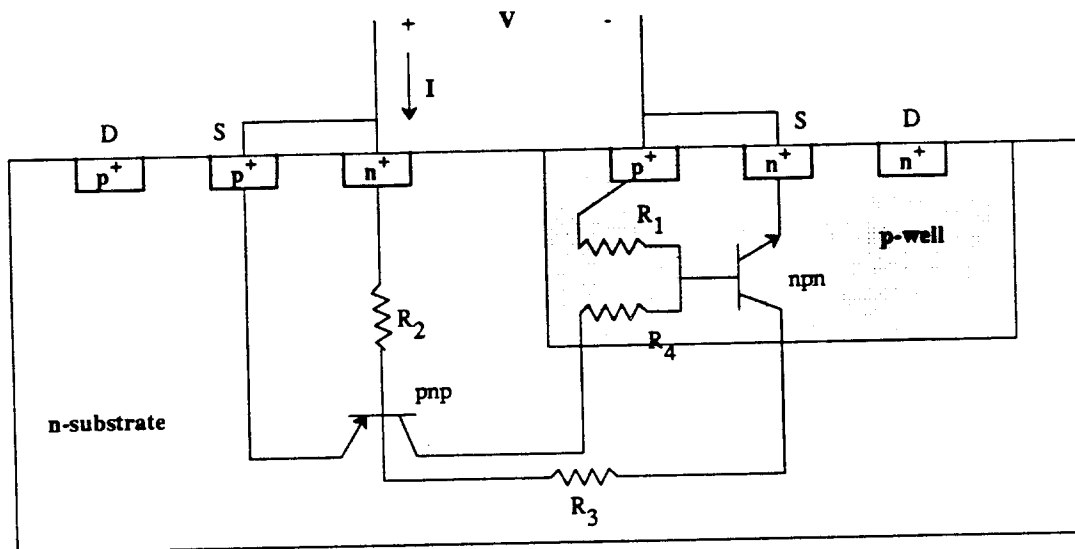 + V -
I
D S S D
p+ p+ n+ p+ n+ n+
R1
p-well
npn
R2
R4
pnp
n-substrate
R3